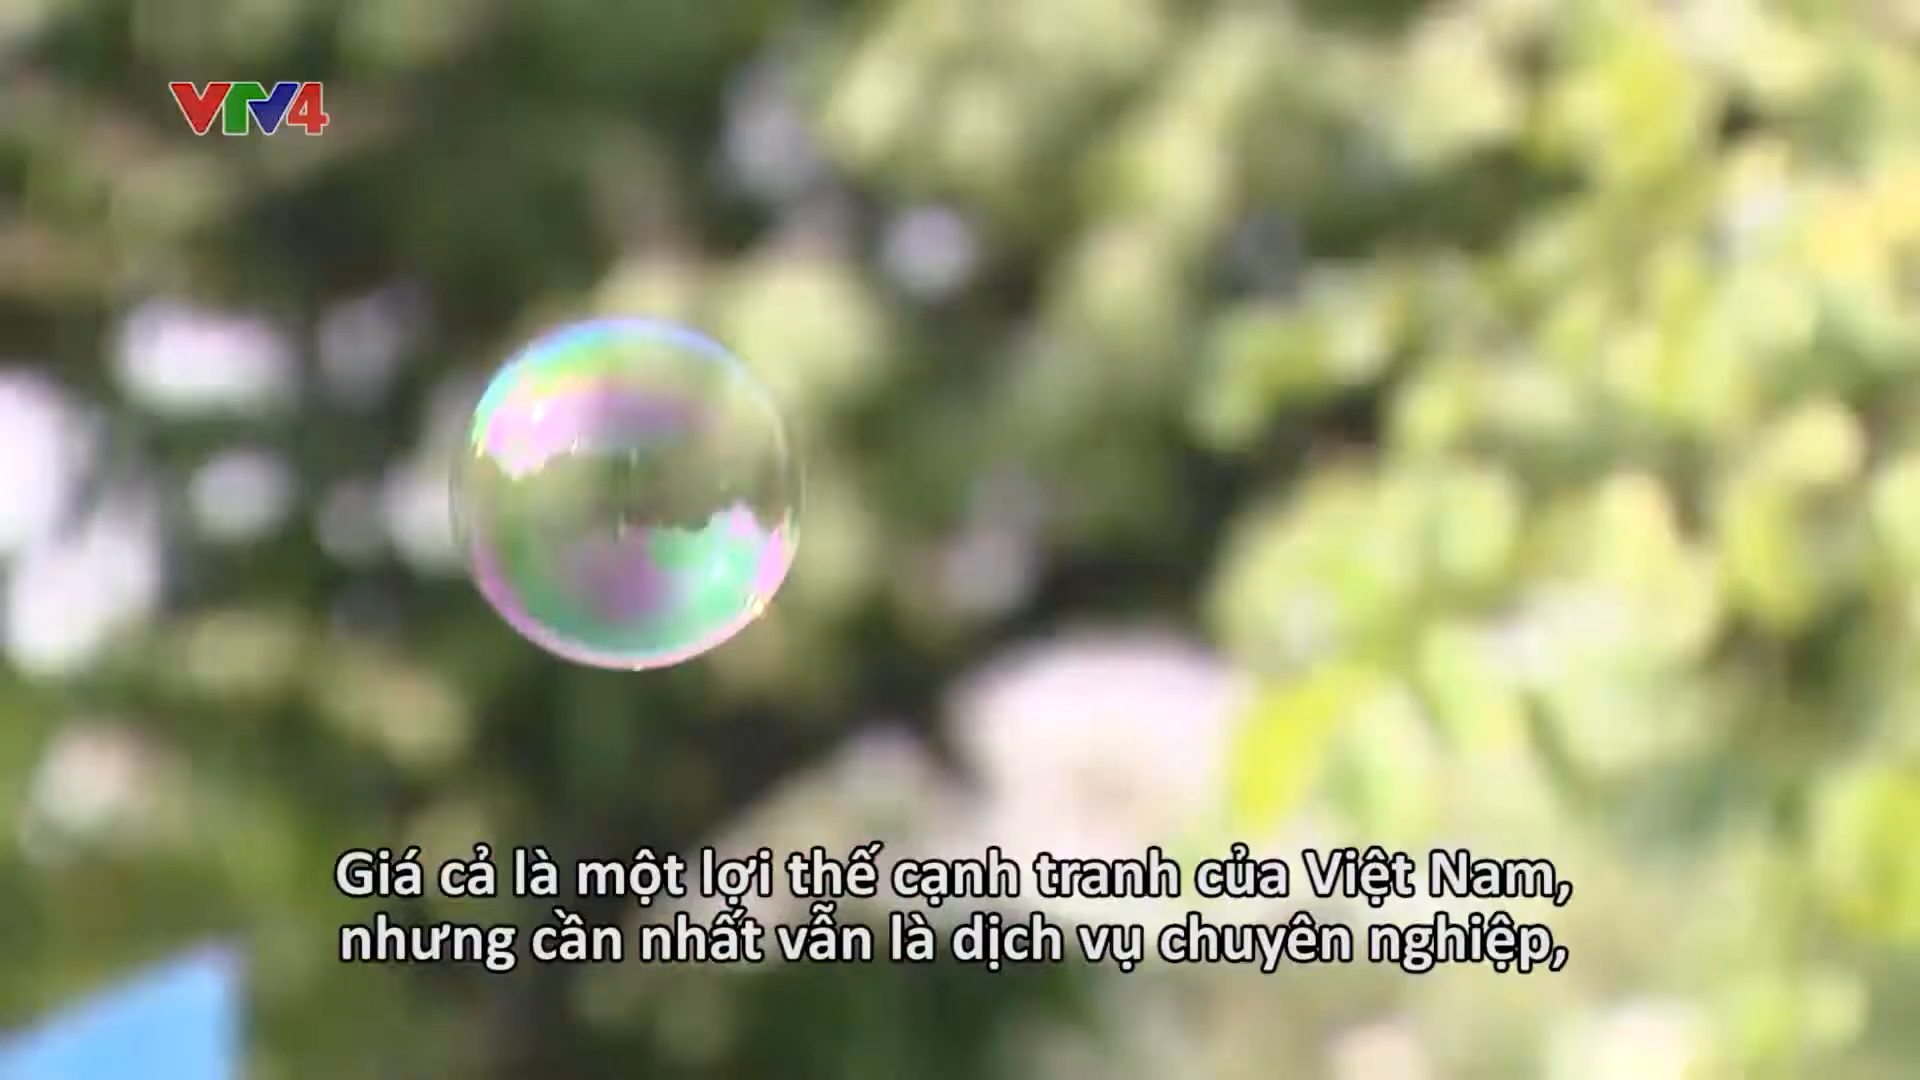 VTV4
Giá cả là một lợi thế cạnh tranh của Việt Nam,
nhưng cần nhất vẫn là dịch vụ chuyên nghiệp,